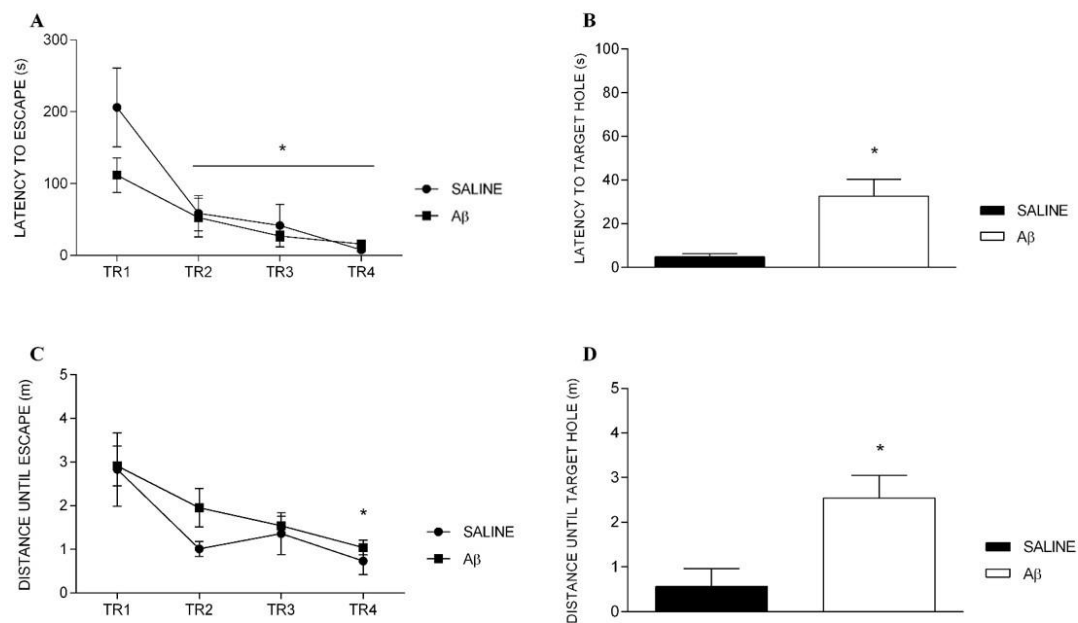 A
LATENCY TO ESCAPE (s)
300
200
100
0
*
TR1 TR2 TR3 TR4
SALINE
Aβ
B
LATENCY TO TARGET HOLE (s)
100
80
60
40
20
0
*
SALINE
Aβ
C
DISTANCE UNTIL ESCAPE (m)
5
4
3
2
1
0
*
TR1 TR2 TR3 TR4
SALINE
Aβ
D
DISTANCE UNTIL TARGET HOLE (m)
5
4
3
2
1
0
*
SALINE
Aβ